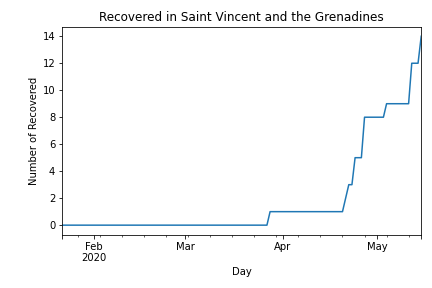 Recovered in Saint Vincent and the Grenadines
Number of Recovered
14
12
10
8
6
4
2
0
Feb Mar Apr May
2020
Day